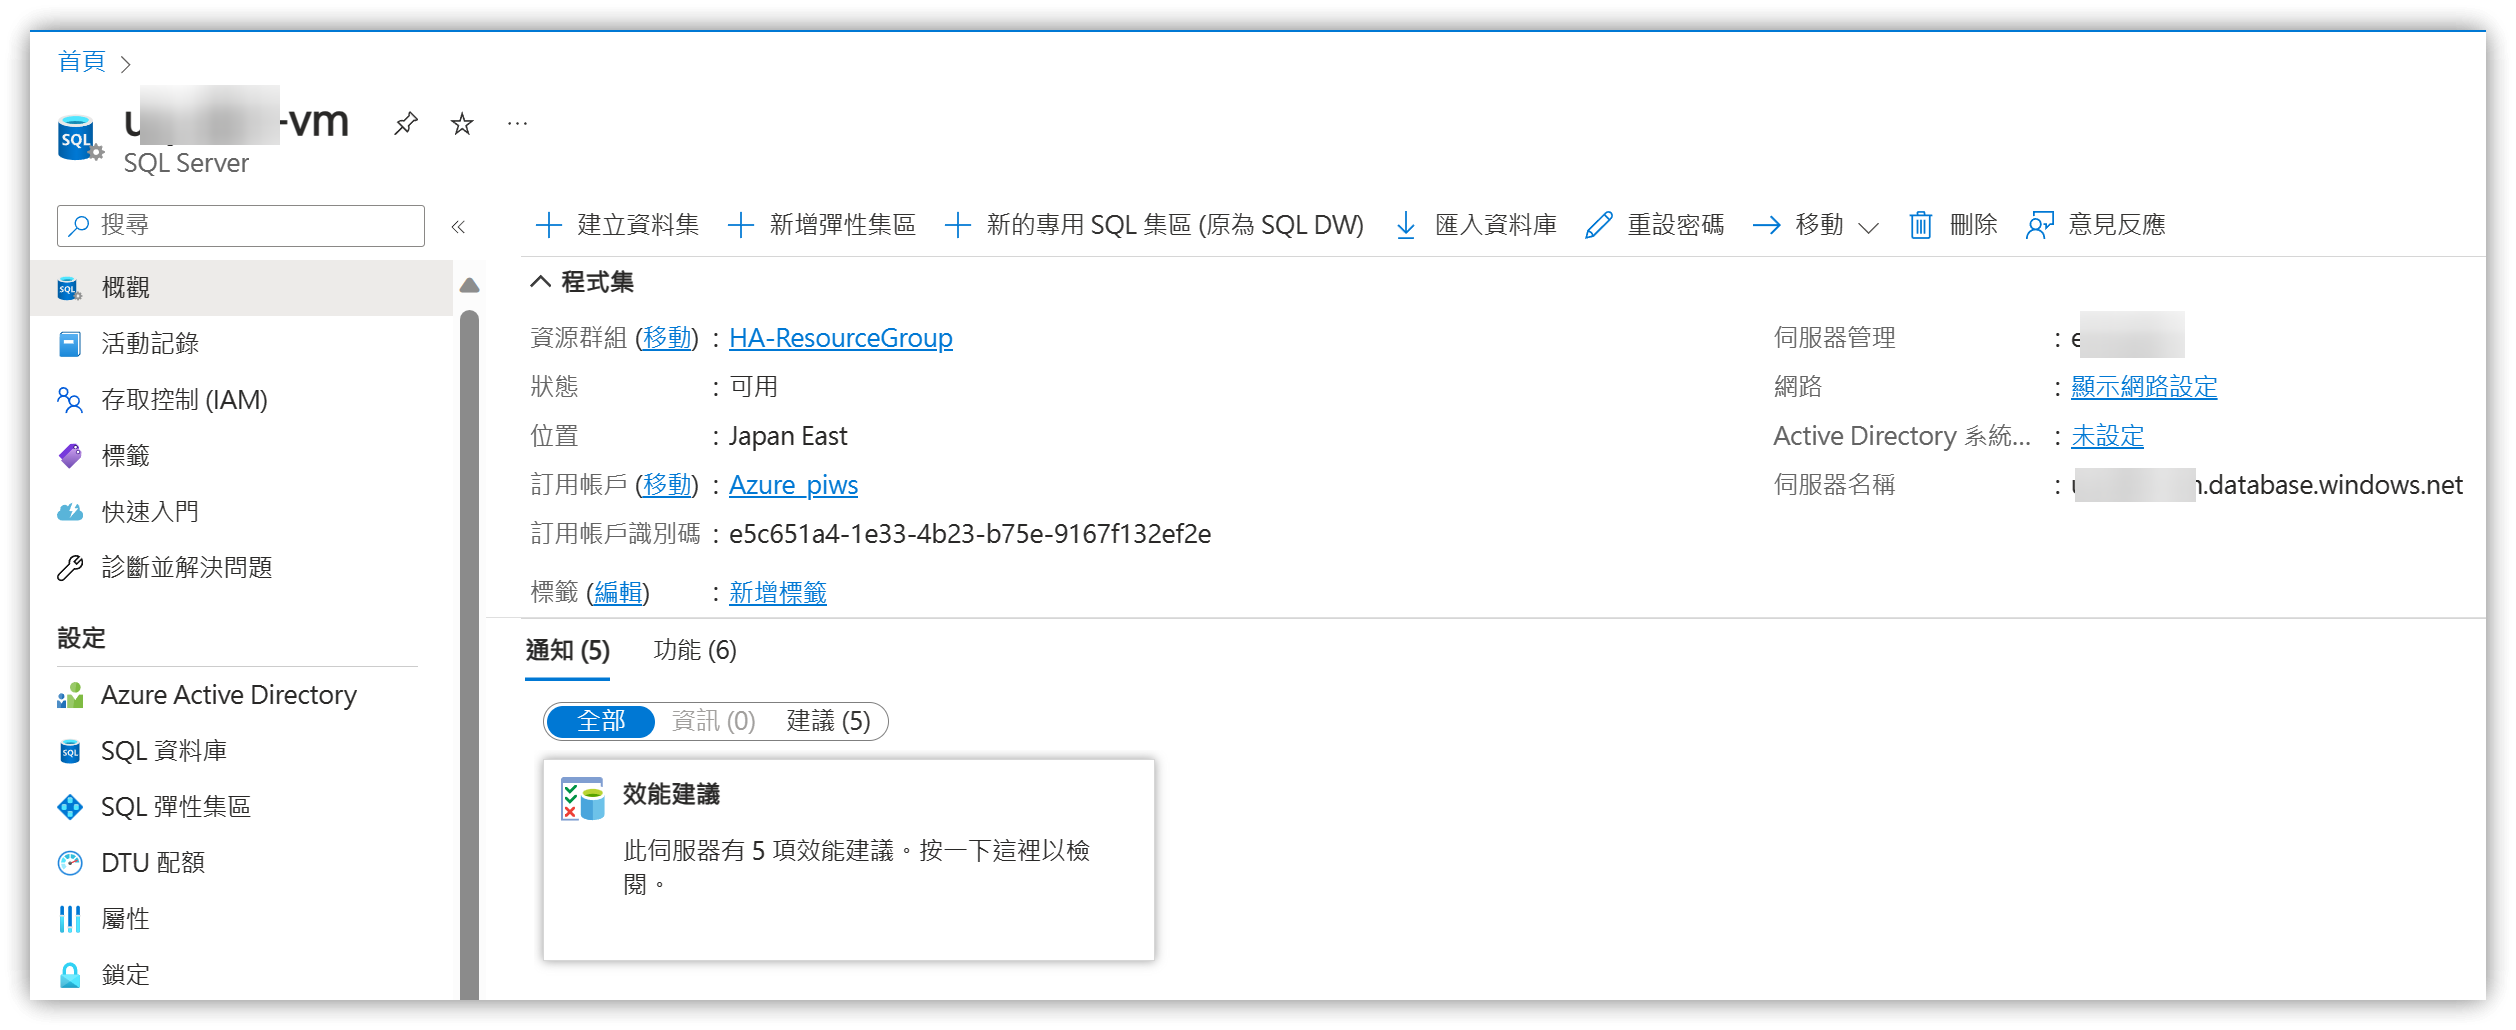 首頁 >
-vm
SQL Server
搜尋
概觀
活動記錄
存取控制 (IAM)
標籤
快速入門
診斷並解決問題
設定
Azure Active Directory
SQL 資料庫
SQL 彈性集區
DTU 配額
屬性
鎖定
建立資料集 新增彈性集區 新的專用 SQL 集區 (原為 SQL DW) 匯入資料庫 重設密碼 移動 刪除 意見反應
程式集
資源群組 (移動) : HA-ResourceGroup
狀態 : 可用
位置 : Japan East
訂用帳戶 (移動) : Azure_piws
訂用帳戶識別碼 : e5c651a4-1e33-4b23-b75e-9167f132ef2e
標籤 (編輯) : 新增標籤
伺服器管理 : e
網路 : 顯示網路設定
Active Directory 系統... : 未設定
伺服器名稱 : .database.windows.net
通知 (5) 功能 (6)
全部 資訊 (0) 建議 (5)
效能建議
此伺服器有 5 項效能建議。按一下這裡以檢
閱。
SQL
SQL
SQL